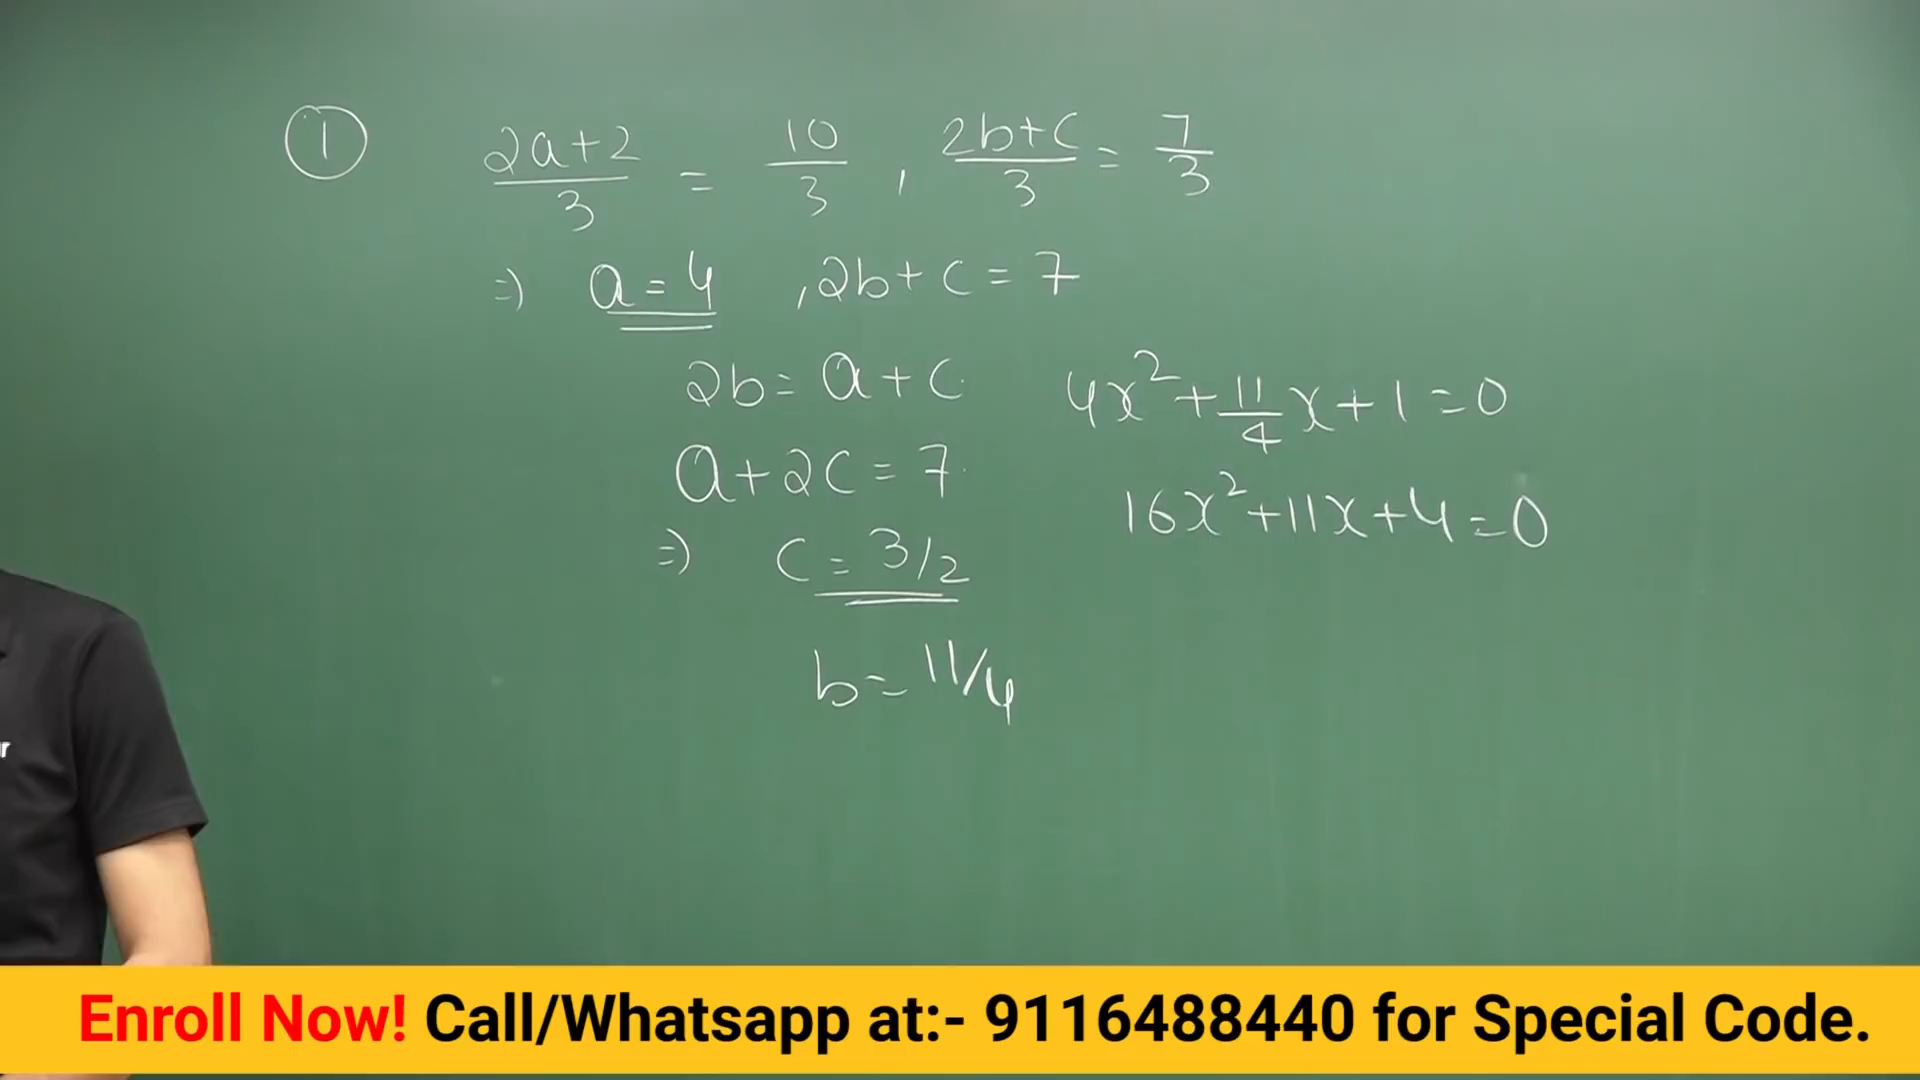 ① (2a+2)/3 = 10/3 , (2b+c)/3 = 7/3
⇒ a = 4 , 2b + c = 7
2b = a + c
a + 2c = 7
⇒ c = 3/2
b = 11/4
4x² + 11/4 x + 1 = 0
16x² + 11x + 4 = 0
r
Enroll Now! Call/Whatsapp at:- 9116488440 for Special Code.